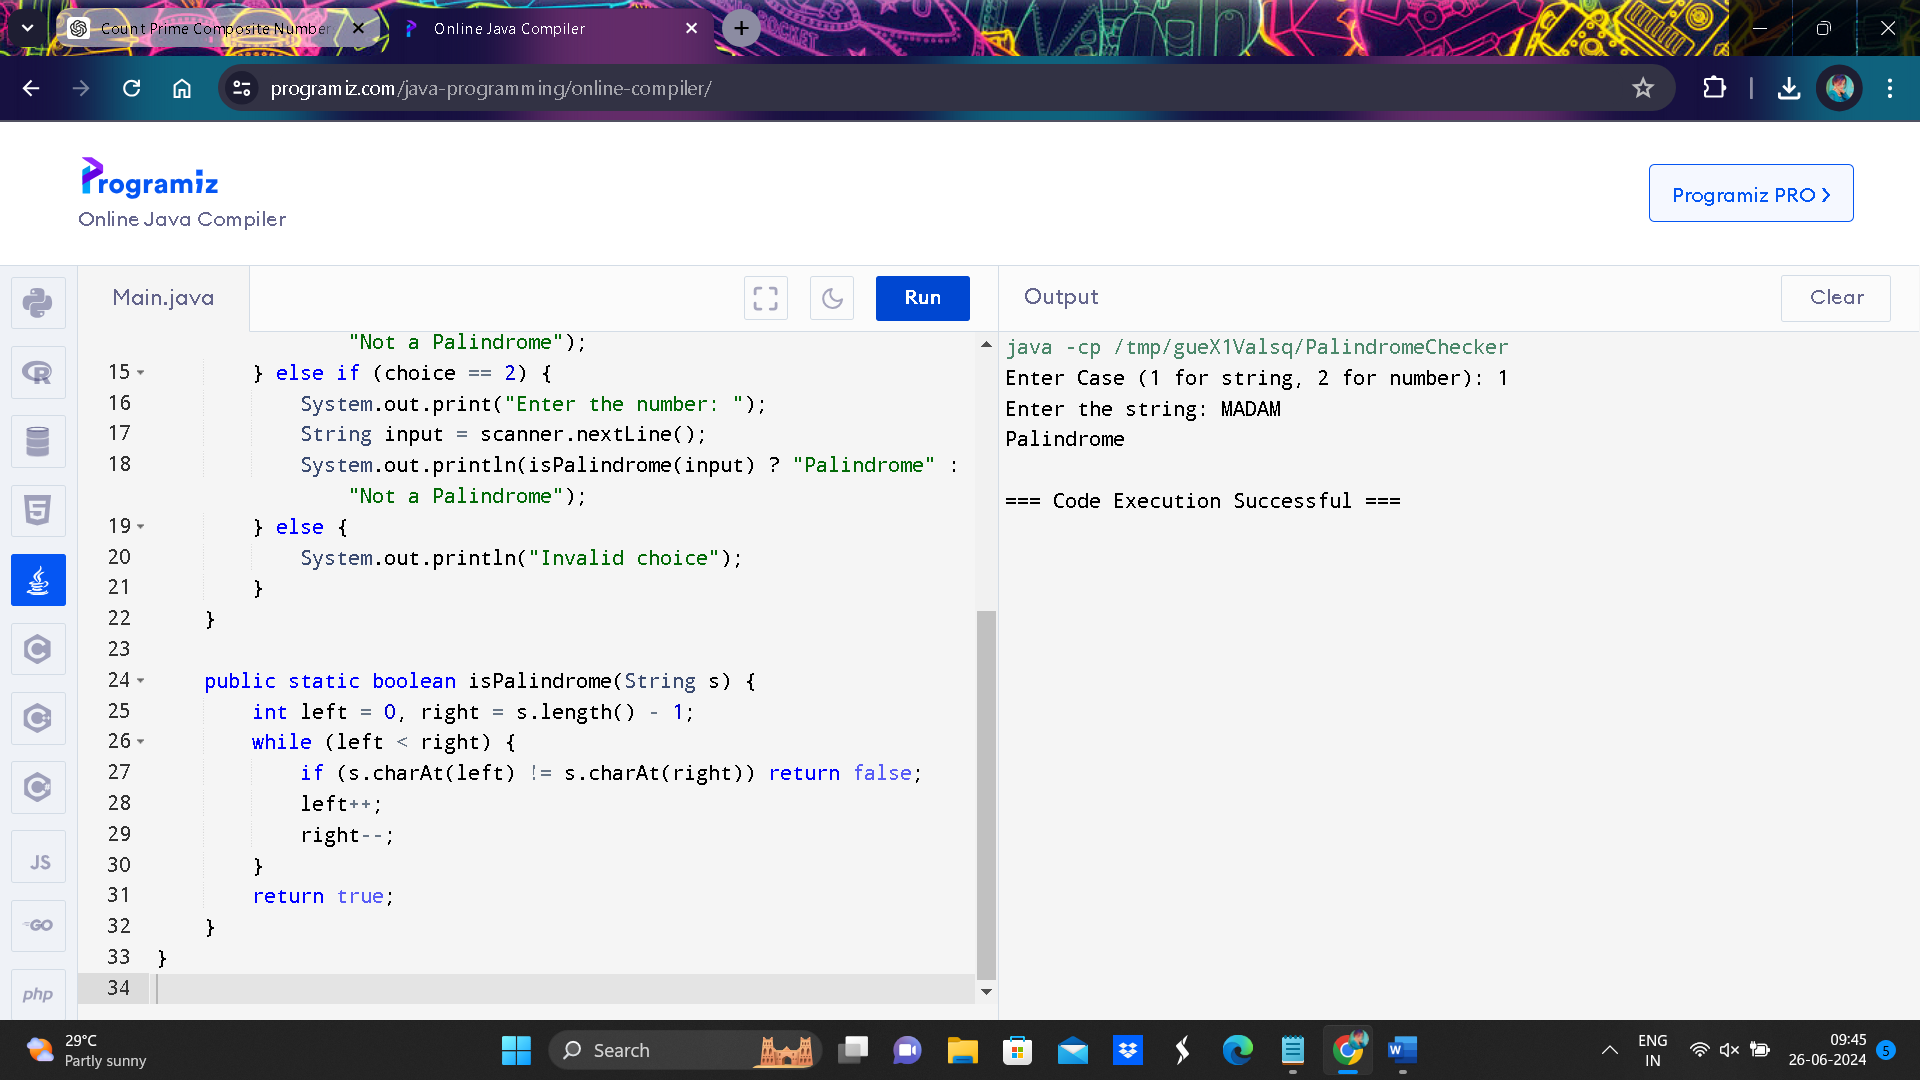 Count Prime Composite Number
Online Java Compiler
programiz.com/java-programming/online-compiler/
Programiz
Online Java Compiler
Programiz PRO
Main.java
Run
Output
Clear
"Not a Palindrome");
15 } else if (choice == 2) {
16 System.out.print("Enter the number: ");
17 String input = scanner.nextLine();
18 System.out.println(isPalindrome(input) ? "Palindrome" :
"Not a Palindrome");
19 } else {
20 System.out.println("Invalid choice");
21 }
22 }
23
24 public static boolean isPalindrome(String s) {
25 int left = 0, right = s.length() - 1;
26 while (left < right) {
27 if (s.charAt(left) != s.charAt(right)) return false;
28 left++;
29 right--;
30 }
31 return true;
32 }
33 }
34
java -cp /tmp/gueX1Valsq/PalindromeChecker
Enter Case (1 for string, 2 for number): 1
Enter the string: MADAM
Palindrome
=== Code Execution Successful ===
R
5
C
C
C
JS
GO
php
29°C
Partly sunny
Search
W
ENG
IN
09:45
26-06-2024
5